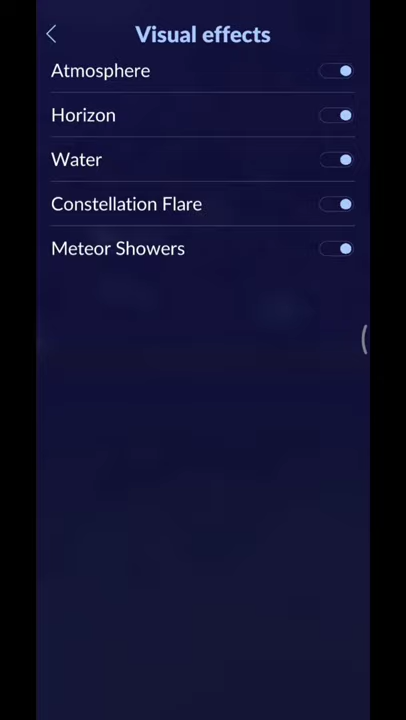 Visual effects
Atmosphere
Horizon
Water
Constellation Flare
Meteor Showers